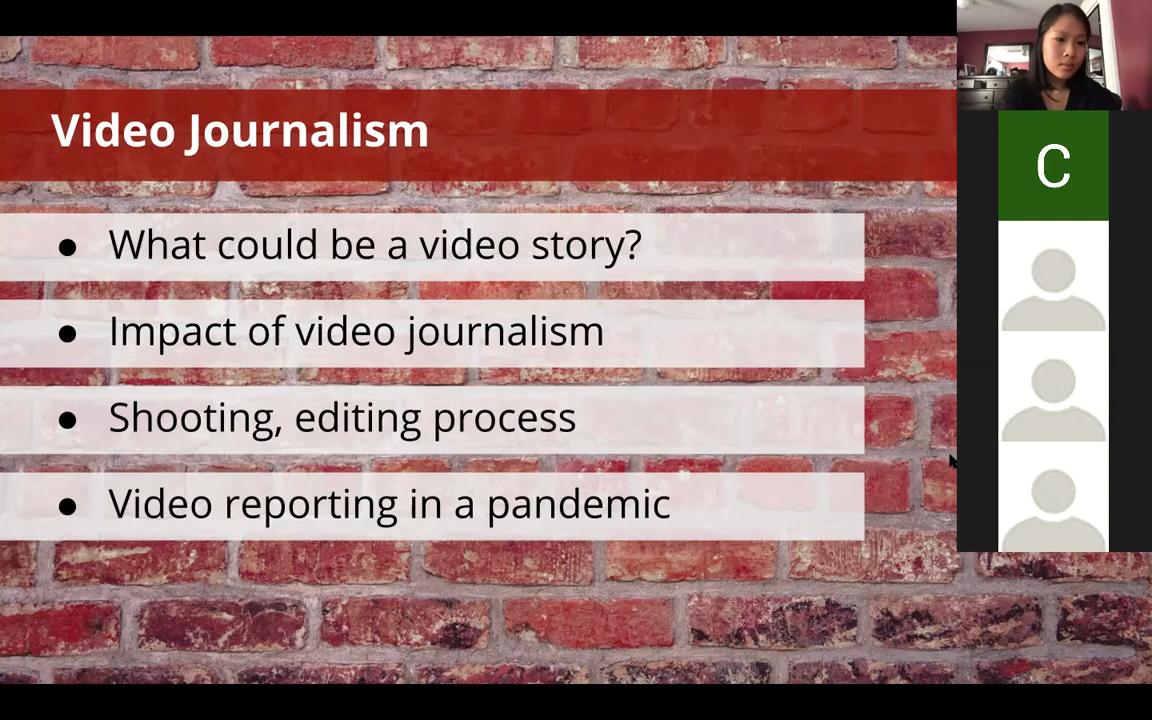 Video Journalism
● What could be a video story?
● Impact of video journalism
● Shooting, editing process
● Video reporting in a pandemic
C